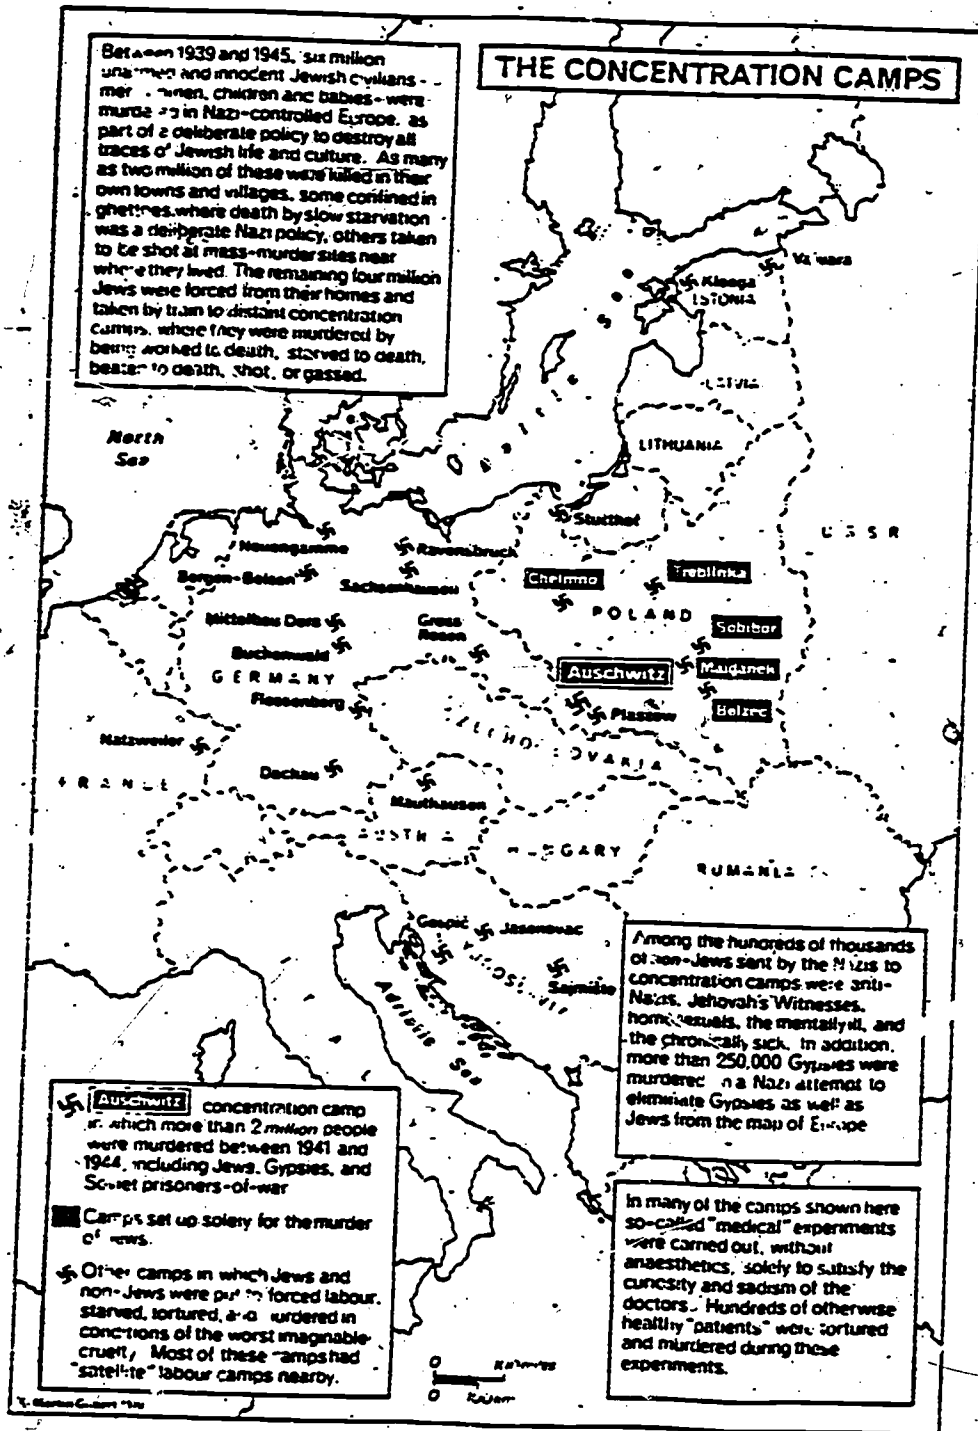 THE CONCENTRATION CAMPS
Between 1939 and 1945, six million
unarmed and innocent Jewish civilians -
men, women, children and babies - were
murdered in Nazi-controlled Europe, as
part of a deliberate policy to destroy all
traces of Jewish life and culture. As many
as two million of these were killed in their
own towns and villages, some confined in
ghettoes where death by slow starvation
was a deliberate Nazi policy, others taken
to be shot at mass-murder sites near
where they lived. The remaining four million
Jews were forced from their homes and
taken by train to distant concentration
camps, where they were murdered by
being worked to death, starved to death,
beaten to death, shot, or gassed.
North
Sea
Klooga
ESTONIA
LATVIA
LITHUANIA
USSR
Stutthof
Neuengamme
Ravensbruck
Bergen-Belsen
Sachsenhausen
Chelmno
Treblinka
POLAND
Mittelbau Dora
Gross
Rosen
Sobibor
Buchenwald
GERMANY
Auschwitz
Maidanek
Flossenberg
Plaszow
Belzec
CZECHOSLOVAKIA
Natzweiler
Dachau
FRANCE
Mauthausen
AUSTRIA
HUNGARY
RUMANIA
Gospić
Jasenovac
Sajmište
Adriatic Sea
Among the hundreds of thousands
of non-Jews sent by the Nazis to
concentration camps were anti-
Nazis, Jehovah's Witnesses,
homosexuals, the mentally ill, and
the chronically sick. In addition,
more than 250,000 Gypsies were
murdered in a Nazi attempt to
eliminate Gypsies as well as
Jews from the map of Europe
Auschwitz concentration camp
in which more than 2 million people
were murdered between 1941 and
1944, including Jews, Gypsies, and
Soviet prisoners-of-war
Camps set up solely for the murder
of Jews.
Other camps in which Jews and
non-Jews were put to forced labour,
starved, tortured, and murdered in
conditions of the worst imaginable
cruelty. Most of these camps had
"satellite" labour camps nearby.
In many of the camps shown here
so-called "medical" experiments
were carried out, without
anaesthetics, solely to satisfy the
curiosity and sadism of the
doctors. Hundreds of otherwise
healthy "patients" were tortured
and murdered during these
experiments.
0
0